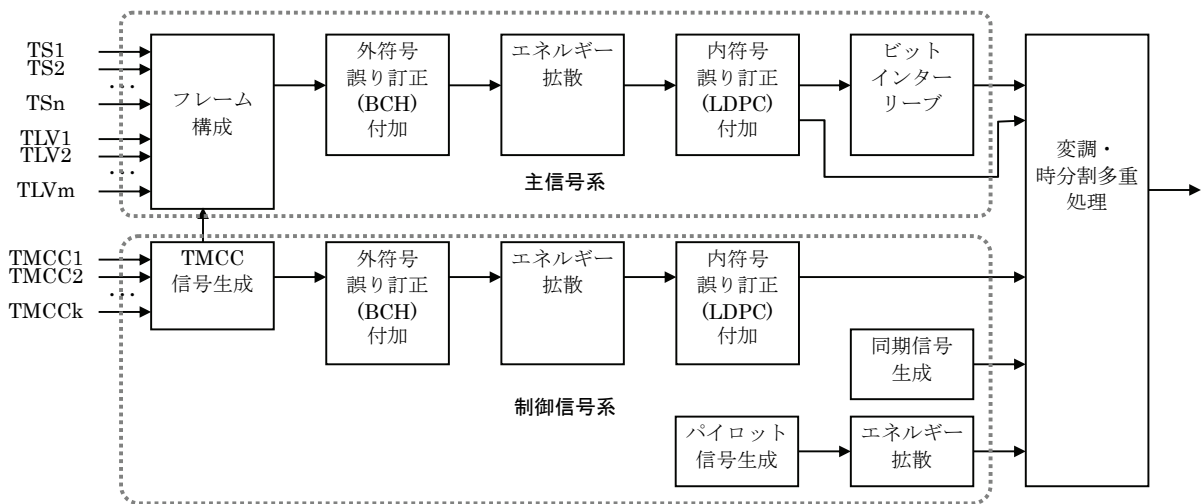 TS1
TS2
...
TSn
TLV1
TLV2
...
TLVm
フレーム
構成
外符号
誤り訂正
(BCH)
付加
エネルギー
拡散
内符号
誤り訂正
(LDPC)
付加
ビット
インター
リーブ
主信号系
変調・
時分割多重
処理
TMCC1
TMCC2
...
TMCCk
TMCC
信号生成
外符号
誤り訂正
(BCH)
付加
エネルギー
拡散
内符号
誤り訂正
(LDPC)
付加
同期信号
生成
制御信号系
パイロット
信号生成
エネルギー
拡散